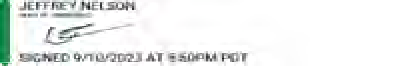 JEFFREY NELSON
SIGNED 9/10/2023 AT 5:50PM PDT